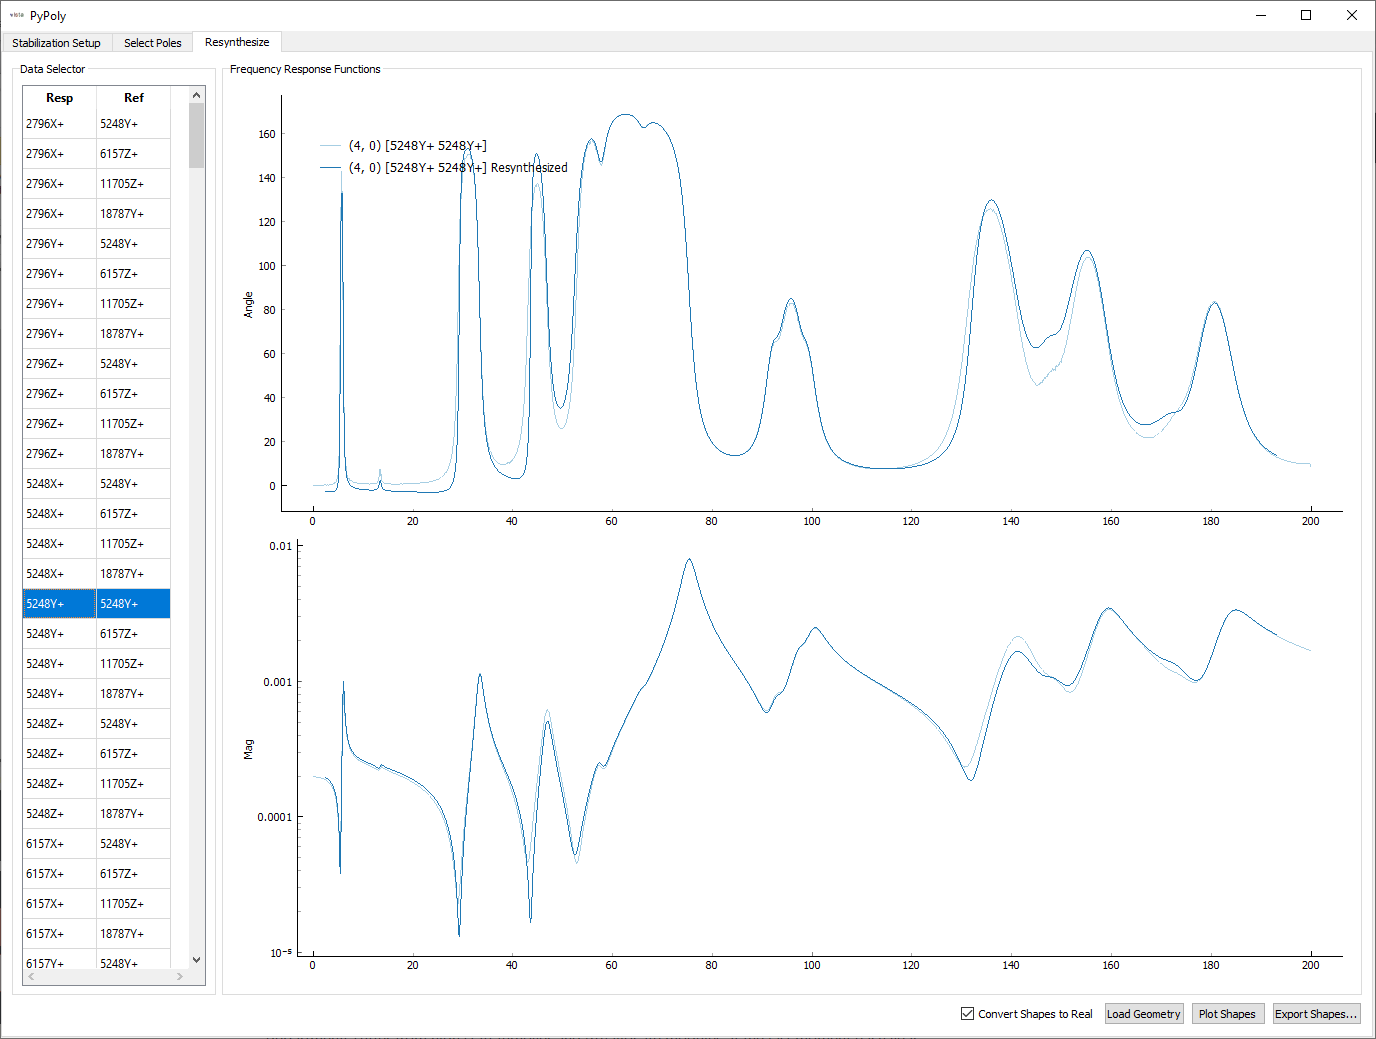 PyPoly
Stabilization Setup Select Poles Resynthesize
Data Selector
Resp Ref
2796X+ 5248Y+
2796X+ 6157Z+
2796X+ 11705Z+
2796X+ 18787Y+
2796Y+ 5248Y+
2796Y+ 6157Z+
2796Y+ 11705Z+
2796Y+ 18787Y+
2796Z+ 5248Y+
2796Z+ 6157Z+
2796Z+ 11705Z+
2796Z+ 18787Y+
5248X+ 5248Y+
5248X+ 6157Z+
5248X+ 11705Z+
5248X+ 18787Y+
5248Y+ 5248Y+
5248Y+ 6157Z+
5248Y+ 11705Z+
5248Y+ 18787Y+
5248Z+ 5248Y+
5248Z+ 6157Z+
5248Z+ 11705Z+
5248Z+ 18787Y+
6157X+ 5248Y+
6157X+ 6157Z+
6157X+ 11705Z+
6157X+ 18787Y+
6157Y+ 5248Y+
Frequency Response Functions
(4, 0) [5248Y+ 5248Y+]
(4, 0) [5248Y+ 5248Y+] Resynthesized
Angle
160
140
120
100
80
60
40
20
0
0 20 40 60 80 100 120 140 160 180 200
Mag
0.01
0.001
0.0001
10⁻⁵
0 20 40 60 80 100 120 140 160 180 200
Convert Shapes to Real Load Geometry Plot Shapes Export Shapes...